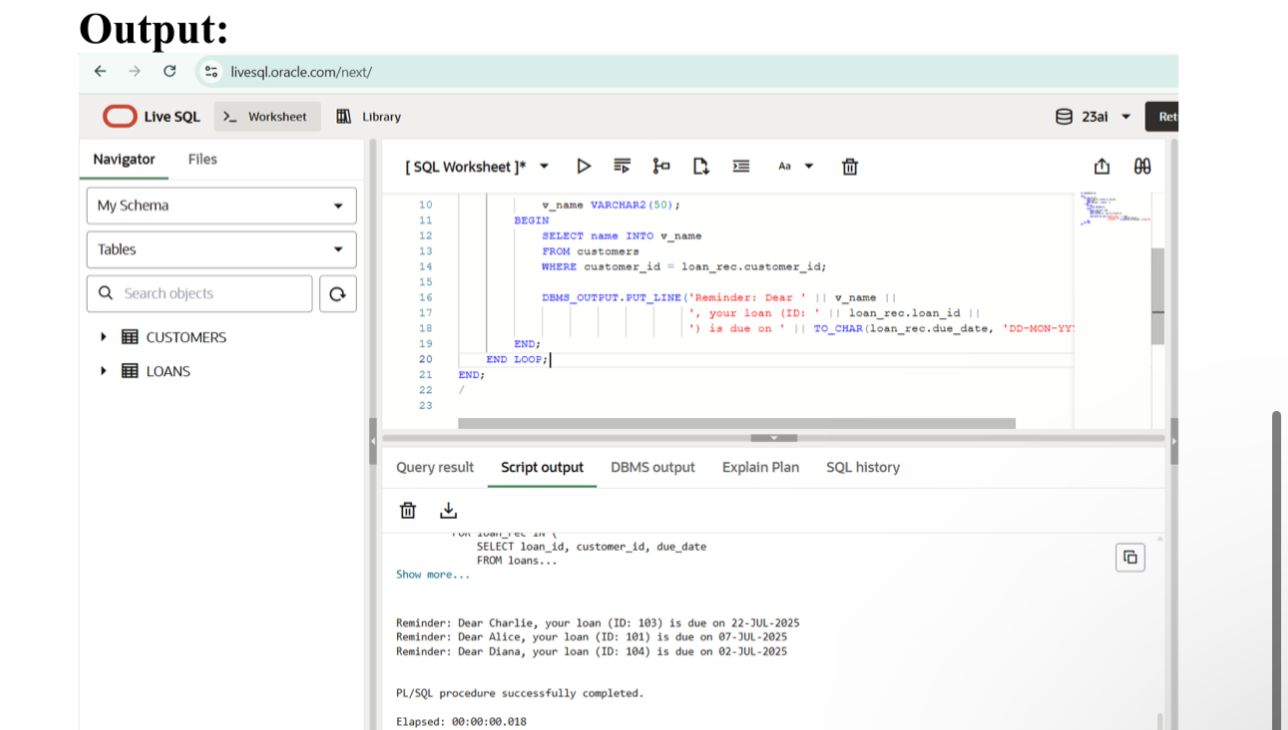 Output:
livesql.oracle.com/next/
Live SQL
Worksheet
Library
23ai
Navigator
Files
My Schema
Tables
Search objects
CUSTOMERS
LOANS
[ SQL Worksheet ]*
Aa
10 v_name VARCHAR2(50);
11 BEGIN
12 SELECT name INTO v_name
13 FROM customers
14 WHERE customer_id = loan_rec.customer_id;
15
16 DBMS_OUTPUT.PUT_LINE('Reminder: Dear ' || v_name ||
17 ', your loan (ID: ' || loan_rec.loan_id ||
18 ') is due on ' || TO_CHAR(loan_rec.due_date, 'DD-MON-YY
19 END;
20 END LOOP;
21 END;
22 /
23
Query result
Script output
DBMS output
Explain Plan
SQL history
SELECT loan_id, customer_id, due_date
FROM loans...
Show more...
Reminder: Dear Charlie, your loan (ID: 103) is due on 22-JUL-2025
Reminder: Dear Alice, your loan (ID: 101) is due on 07-JUL-2025
Reminder: Dear Diana, your loan (ID: 104) is due on 02-JUL-2025
PL/SQL procedure successfully completed.
Elapsed: 00:00:00.018